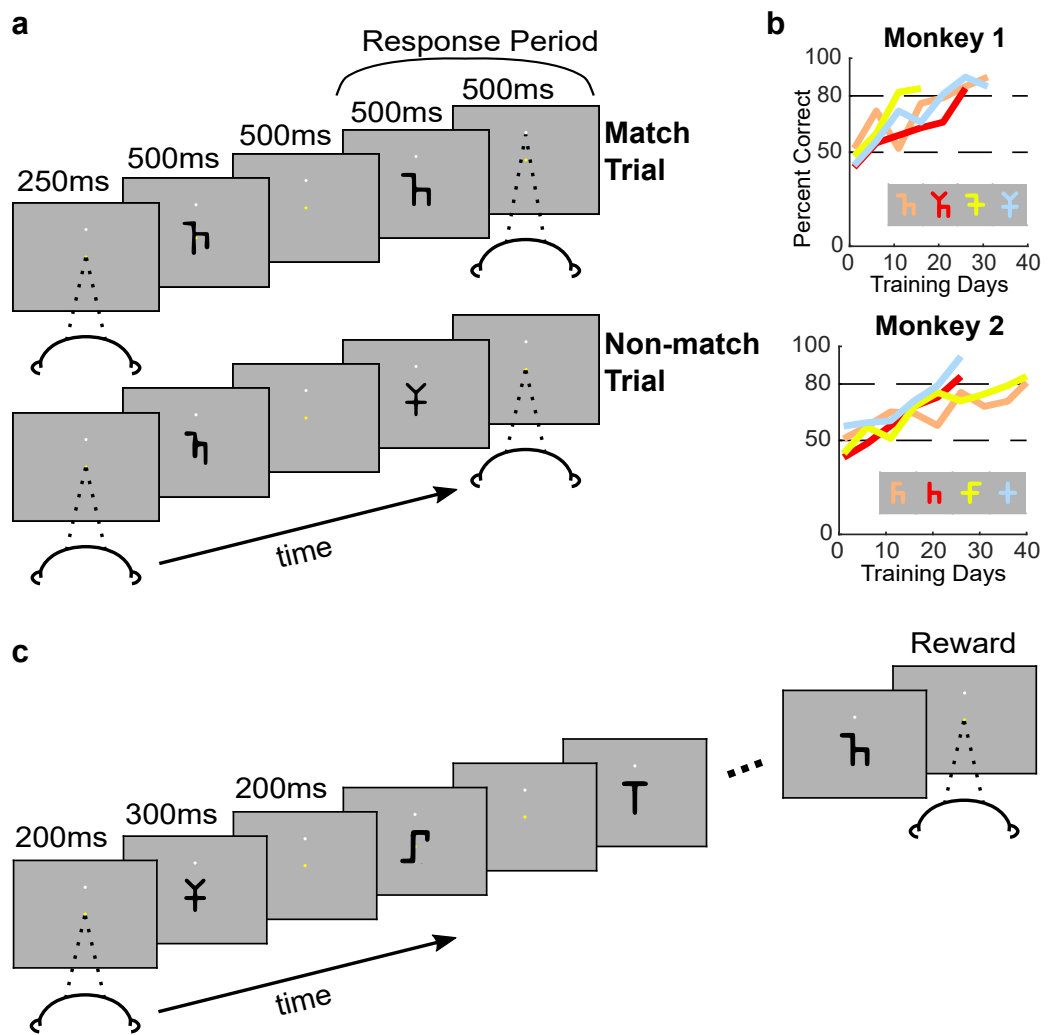 a
Response Period
500ms
500ms
500ms
500ms
250ms
Match
Trial
Non-match
Trial
time
b
Monkey 1
100
80
50
0
Percent Correct
0 10 20 30 40
Training Days
Monkey 2
100
80
50
0
0 10 20 30 40
Training Days
c
Reward
200ms
300ms
200ms
time